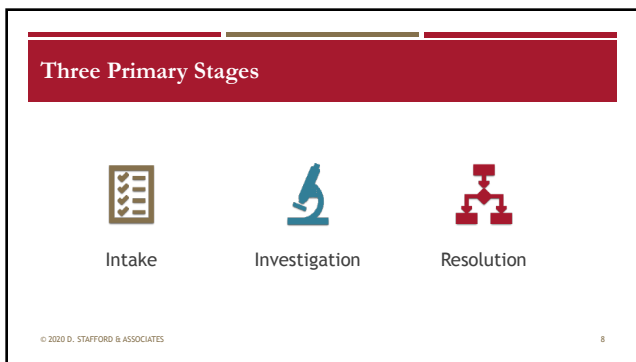 Three Primary Stages
Intake
Investigation
Resolution
© 2020 D. STAFFORD & ASSOCIATES
8